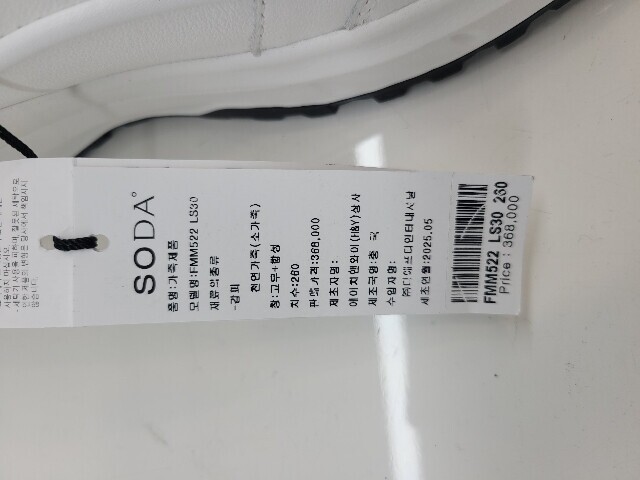 SODA
품명:가죽제품
모델명:FMM522 LS30
재료의종류
-갑피
천연가죽(소가죽)
창:고무+합성
치수:260
판매가격:368,000
제조자명:
에이치앤와이(H&Y)상사
제조국명:중 국
수입자명:
㈜디에프디인터내셔날
제조연월:2025.05
FMM522 LS30 260
Price : 368,000